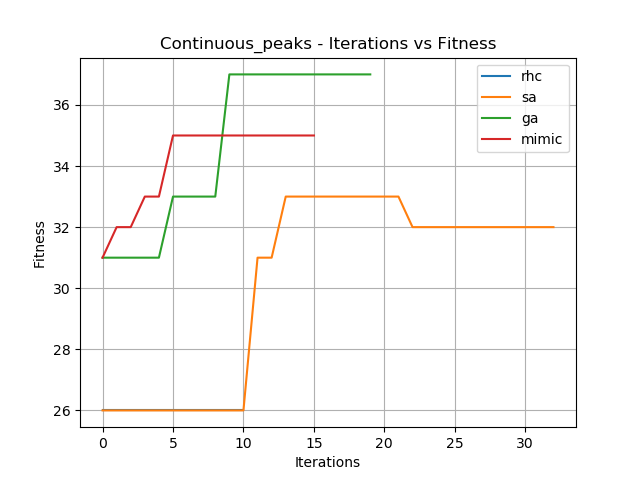 Continuous_peaks - Iterations vs Fitness
rhc
sa
ga
mimic
36
34
32
30
28
26
Fitness
0 5 10 15 20 25 30
Iterations